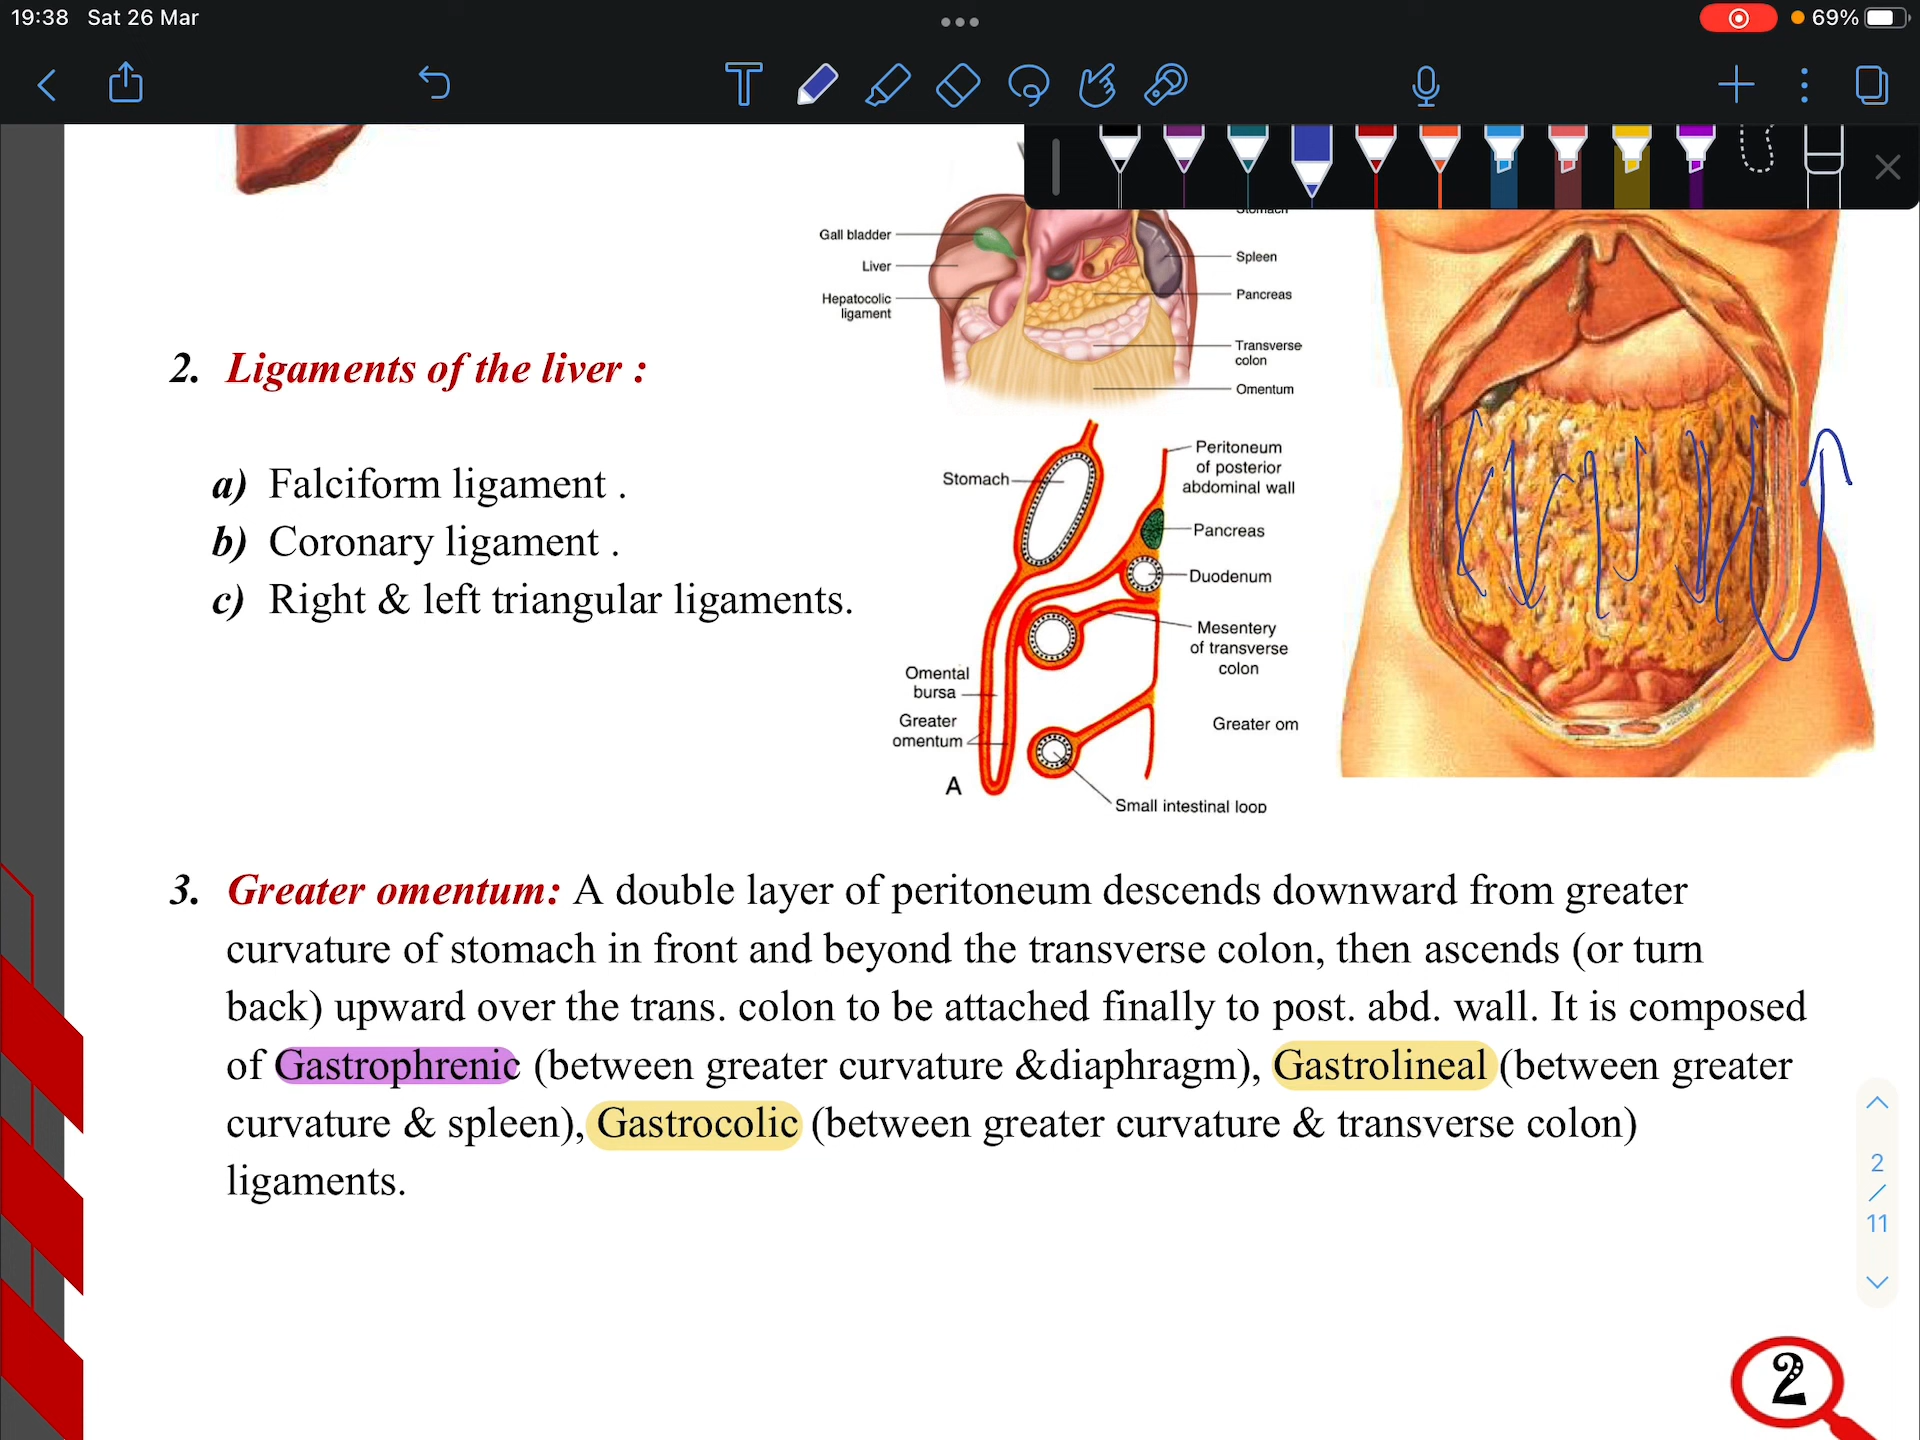 19:38 Sat 26 Mar
69%
Stomach
Gall bladder
Spleen
Liver
Pancreas
Hepatocolic
ligament
Transverse
colon
Omentum
2. Ligaments of the liver :
a) Falciform ligament .
b) Coronary ligament .
c) Right & left triangular ligaments.
Peritoneum
of posterior
abdominal wall
Stomach
Pancreas
Duodenum
Mesentery
of transverse
colon
Omental
bursa
Greater
omentum
Greater om
A
Small intestinal loop
3. Greater omentum: A double layer of peritoneum descends downward from greater
curvature of stomach in front and beyond the transverse colon, then ascends (or turn
back) upward over the trans. colon to be attached finally to post. abd. wall. It is composed
of Gastrophrenic (between greater curvature &diaphragm), Gastrolineal (between greater
curvature & spleen), Gastrocolic (between greater curvature & transverse colon)
ligaments.
2
/
11
2